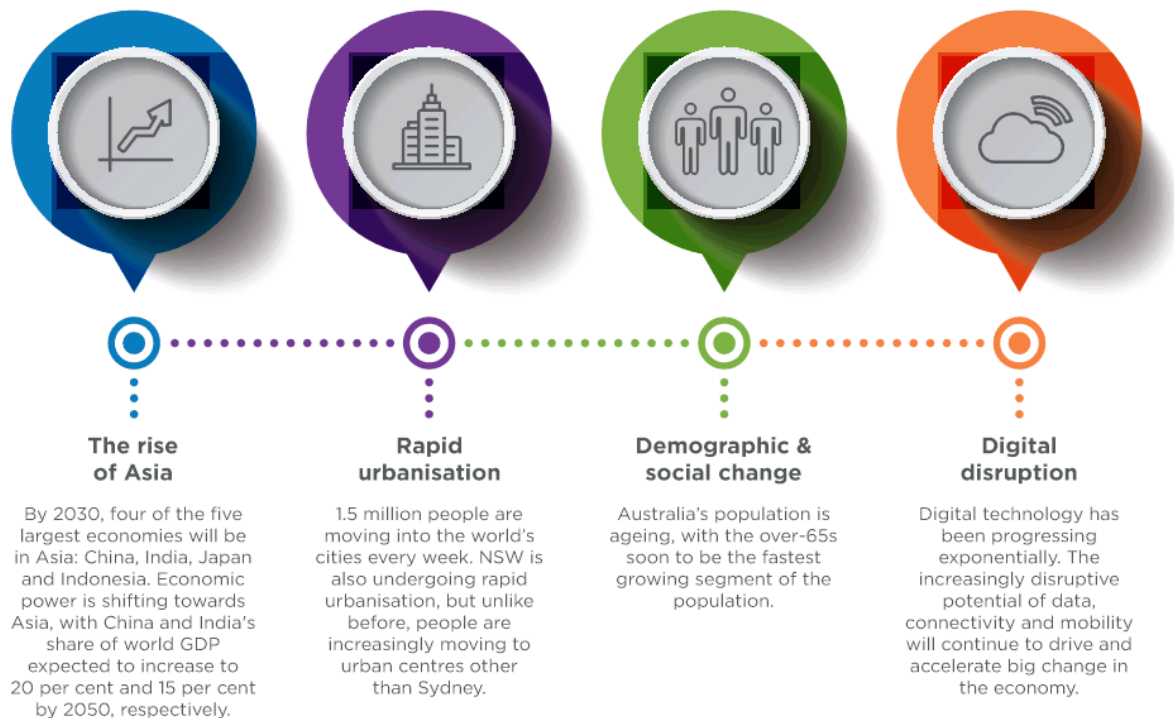 The rise
of Asia
By 2030, four of the five
largest economies will be
in Asia: China, India, Japan
and Indonesia. Economic
power is shifting towards
Asia, with China and India's
share of world GDP
expected to increase to
20 per cent and 15 per cent
by 2050, respectively.
Rapid
urbanisation
1.5 million people are
moving into the world's
cities every week. NSW is
also undergoing rapid
urbanisation, but unlike
before, people are
increasingly moving to
urban centres other
than Sydney.
Demographic &
social change
Australia's population is
ageing, with the over-65s
soon to be the fastest
growing segment of the
population.
Digital
disruption
Digital technology has
been progressing
exponentially. The
increasingly disruptive
potential of data,
connectivity and mobility
will continue to drive and
accelerate big change in
the economy.